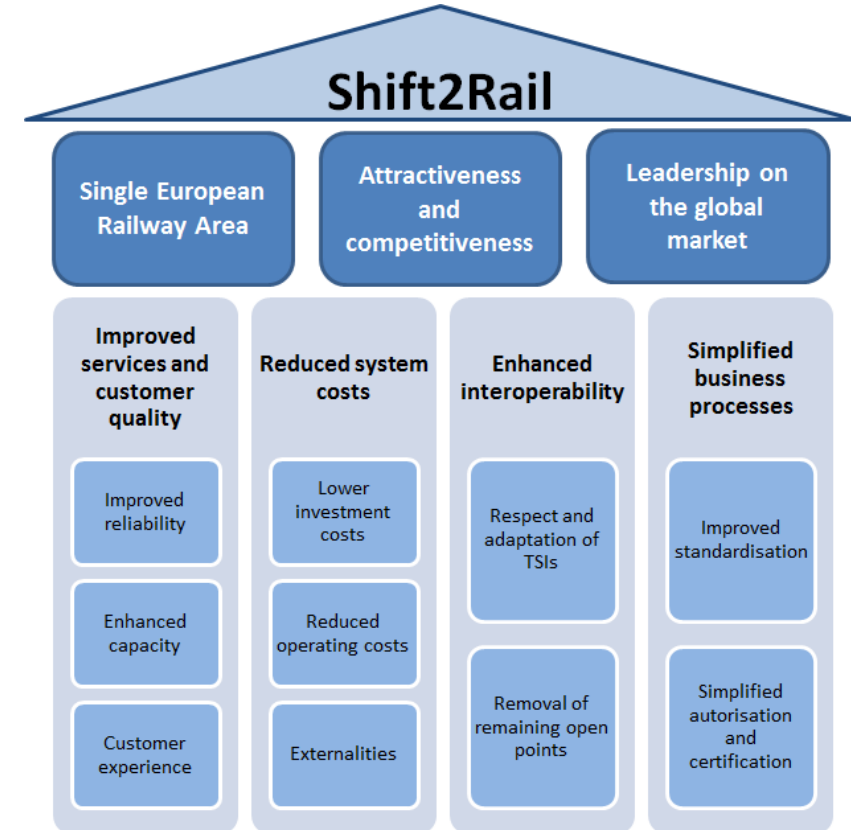 Shift2Rail
Single European
Railway Area
Attractiveness
and
competitiveness
Leadership on
the global
market
Improved
services and
customer
quality
Improved
reliability
Enhanced
capacity
Customer
experience
Reduced system
costs
Lower
investment
costs
Reduced
operating costs
Externalities
Enhanced
interoperability
Respect and
adaptation of
TSIs
Removal of
remaining open
points
Simplified
business
processes
Improved
standardisation
Simplified
autorisation
and
certification